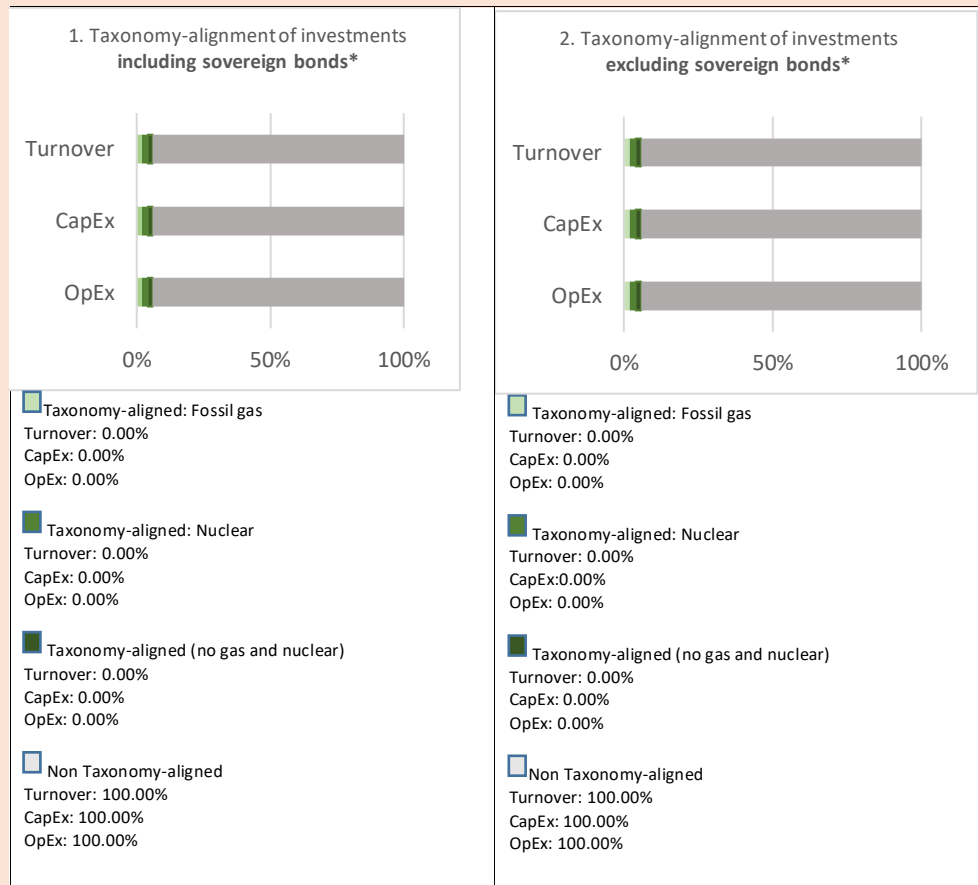 1. Taxonomy-alignment of investments
including sovereign bonds*
Turnover
CapEx
OpEx
0% 50% 100%
Taxonomy-aligned: Fossil gas
Turnover: 0.00%
CapEx: 0.00%
OpEx: 0.00%
Taxonomy-aligned: Nuclear
Turnover: 0.00%
CapEx: 0.00%
OpEx: 0.00%
Taxonomy-aligned (no gas and nuclear)
Turnover: 0.00%
CapEx: 0.00%
OpEx: 0.00%
Non Taxonomy-aligned
Turnover: 100.00%
CapEx: 100.00%
OpEx: 100.00%
2. Taxonomy-alignment of investments
excluding sovereign bonds*
Turnover
CapEx
OpEx
0% 50% 100%
Taxonomy-aligned: Fossil gas
Turnover: 0.00%
CapEx: 0.00%
OpEx: 0.00%
Taxonomy-aligned: Nuclear
Turnover: 0.00%
CapEx:0.00%
OpEx: 0.00%
Taxonomy-aligned (no gas and nuclear)
Turnover: 0.00%
CapEx: 0.00%
OpEx: 0.00%
Non Taxonomy-aligned
Turnover: 100.00%
CapEx: 100.00%
OpEx: 100.00%